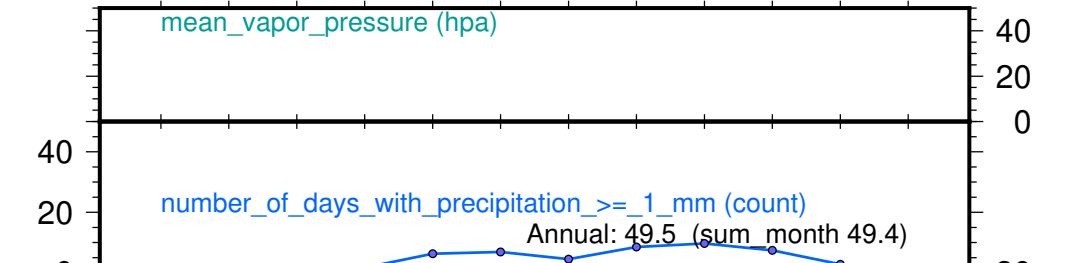 mean_vapor_pressure (hpa)
40
20
0
40
number_of_days_with_precipitation_>=_1_mm (count)
20
Annual: 49.5  (sum_month 49.4)